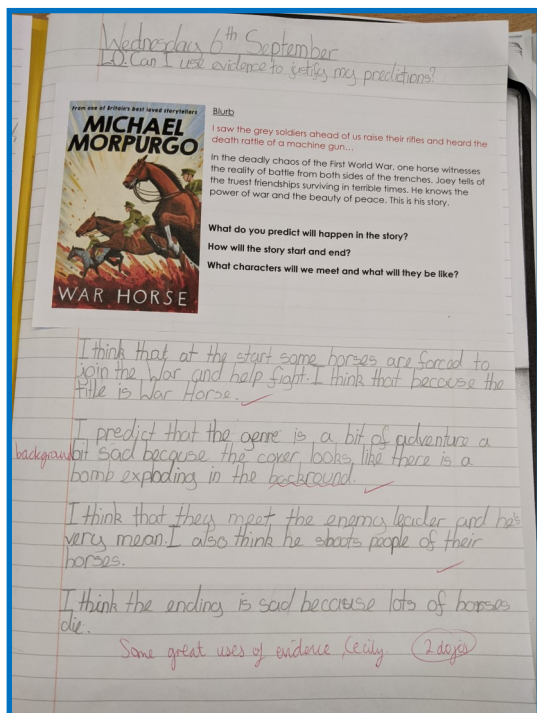 Wednesday 6th September
LO: Can I use evidence to justify my predictions?
From one of Britain's best loved storytellers
MICHAEL
MORPURGO
WAR HORSE
Blurb
I saw the grey soldiers ahead of us raise their rifles and heard the
death rattle of a machine gun…
In the deadly chaos of the First World War, one horse witnesses
the reality of battle from both sides of the trenches. Joey tells of
the truest friendships surviving in terrible times. He knows the
power of war and the beauty of peace. This is his story.
What do you predict will happen in the story?
How will the story start and end?
What characters will we meet and what will they be like?
I think that at the start some horses are forced to
join the War and help fight. I think that because the
title is War Horse.
I predict that the genre is a bit of adventure a
background
bit sad because the cover looks like there is a
bomb exploding in the backround.
I think that they meet the enemy leader and he's
very mean. I also think he shoots people of their
horses.
I think the ending is sad because lots of horses
die.
Some great uses of evidence, Cecily 2 dojos